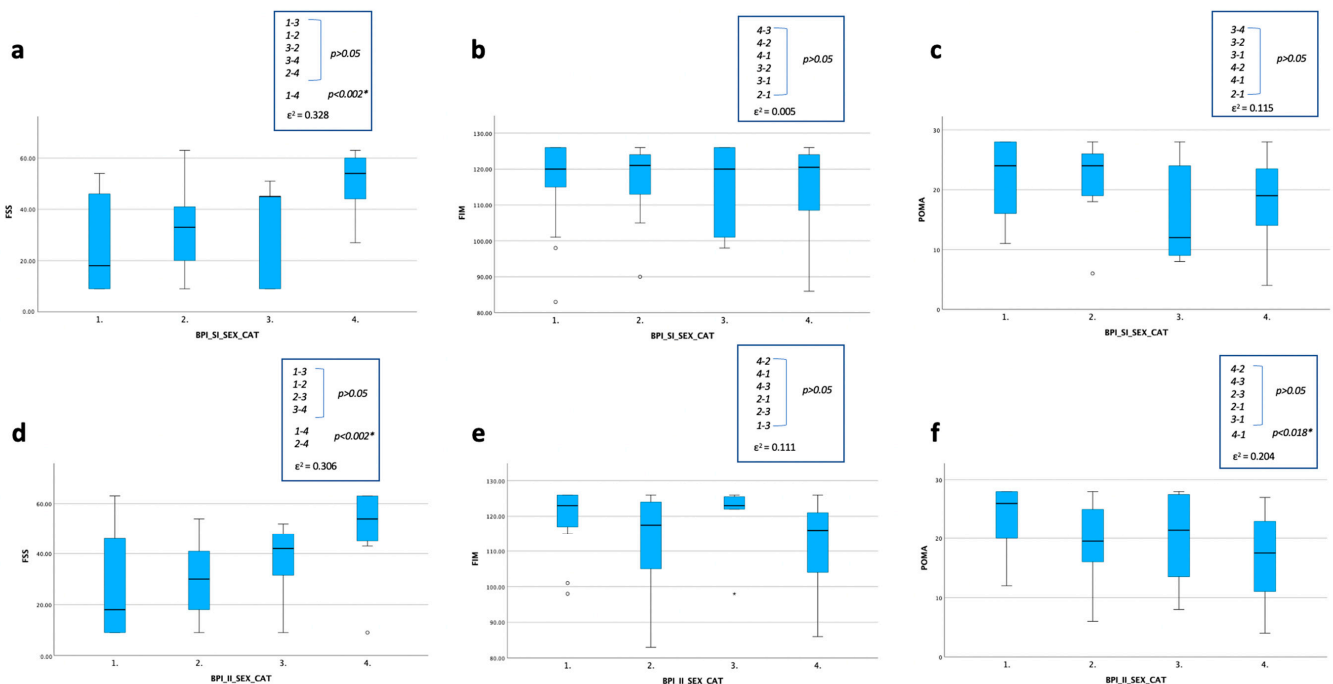 a
1-3
1-2
3-2
3-4
2-4
p>0.05
1-4 p<0.002*
ε² = 0.328
FSS
60.00
40.00
20.00
0.00
1. 2. 3. 4.
BPI_SI_SEX_CAT
b
4-3
4-2
4-1
3-2
3-1
2-1
p>0.05
ε² = 0.005
FIM
130.00
120.00
110.00
100.00
90.00
80.00
1. 2. 3. 4.
BPI_SI_SEX_CAT
c
3-4
3-2
3-1
4-2
4-1
2-1
p>0.05
ε² = 0.115
POMA
30
20
10
0
1. 2. 3. 4.
BPI_SI_SEX_CAT
d
1-3
1-2
2-3
3-4
p>0.05
1-4
2-4
p<0.002*
ε² = 0.306
FSS
60.00
40.00
20.00
0.00
1. 2. 3. 4.
BPI_II_SEX_CAT
e
4-2
4-1
4-3
2-1
2-3
1-3
p>0.05
ε² = 0.111
FIM
130.00
120.00
110.00
100.00
90.00
80.00
1. 2. 3. 4.
BPI_II_SEX_CAT
f
4-2
4-3
2-3
2-1
3-1
p>0.05
4-1 p<0.018*
ε² = 0.204
POMA
30
20
10
0
1. 2. 3. 4.
BPI_II_SEX_CAT